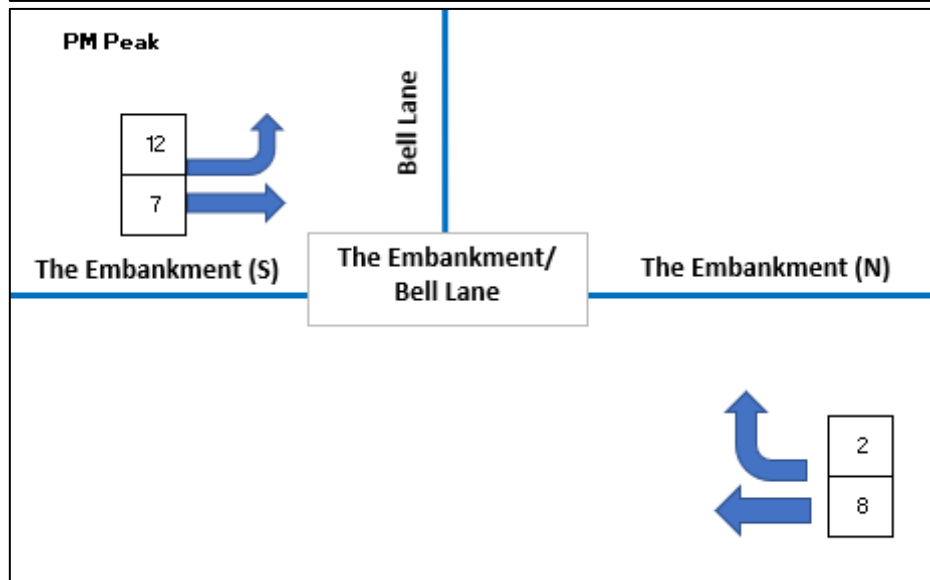 PM Peak
Bell Lane
12
7
The Embankment (S)
The Embankment/
Bell Lane
The Embankment (N)
2
8